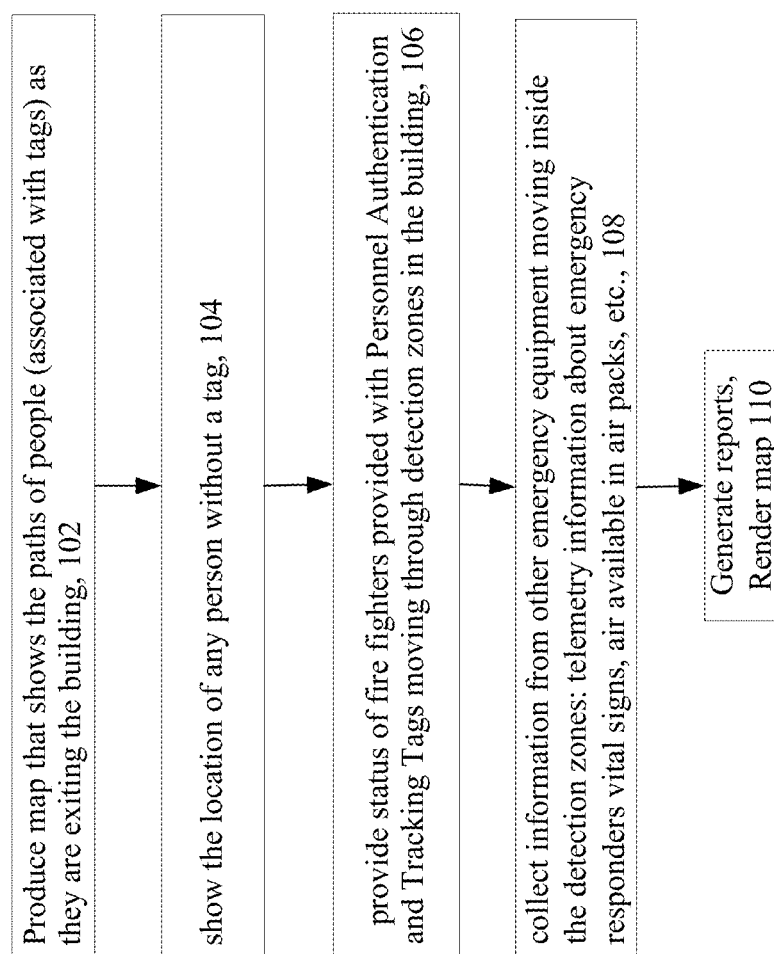 Produce map that shows the paths of people (associated with tags) as
they are exiting the building, 102
show the location of any person without a tag, 104
provide status of fire fighters provided with Personnel Authentication
and Tracking Tags moving through detection zones in the building, 106
collect information from other emergency equipment moving inside
the detection zones: telemetry information about emergency
responders vital signs, air available in air packs, etc., 108
Generate reports,
Render map 110